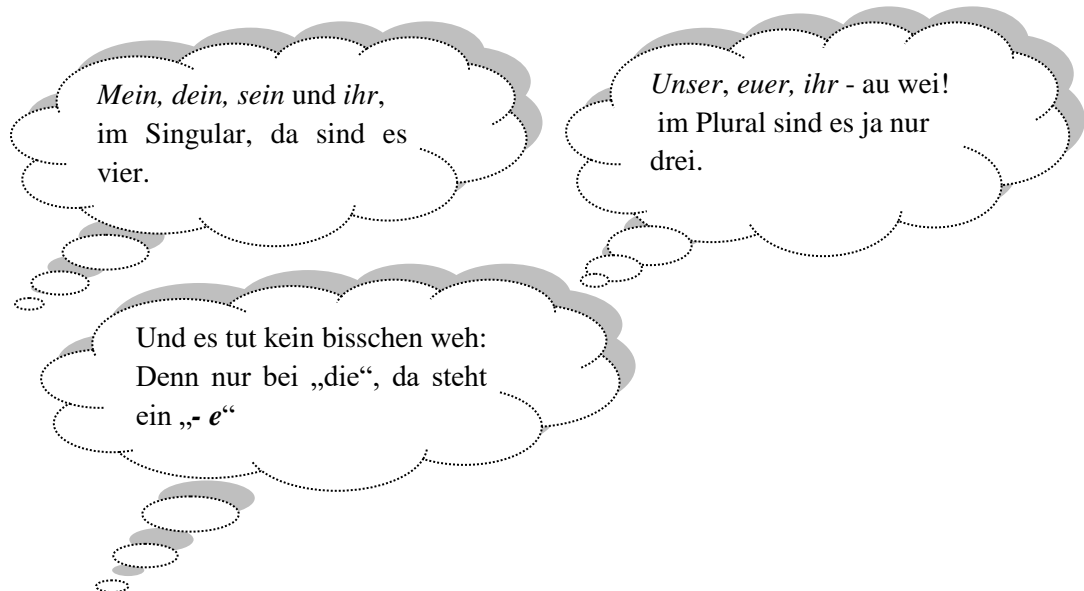 Mein, dein, sein und ihr,
im Singular, da sind es
vier.
Unser, euer, ihr - au wei!
im Plural sind es ja nur
drei.
Und es tut kein bisschen weh:
Denn nur bei „die“, da steht
ein „- e“